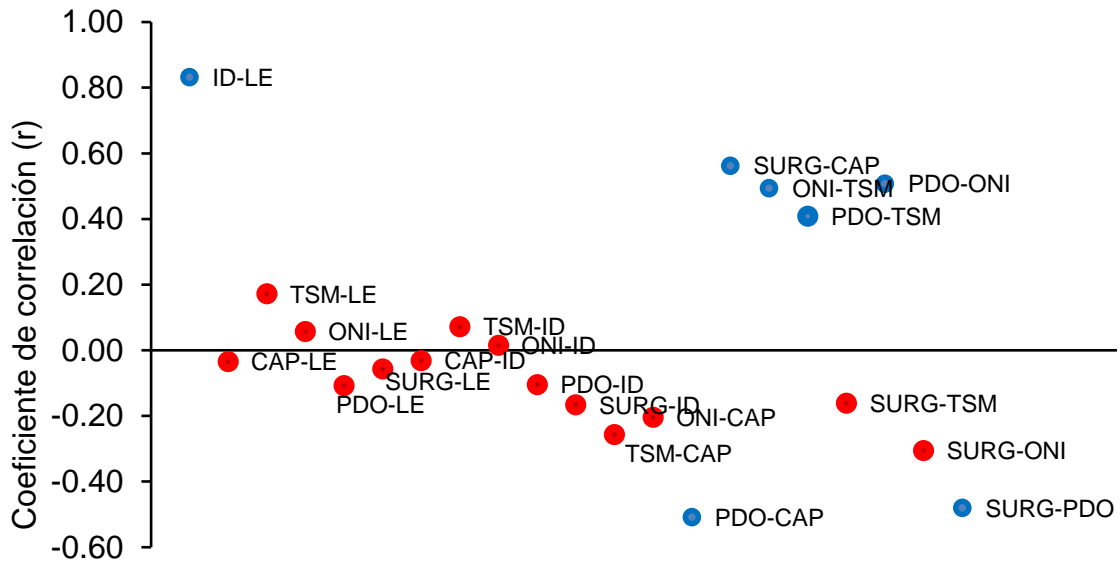 Coeficiente de correlación (r)
1.00
0.80
0.60
0.40
0.20
0.00
-0.20
-0.40
-0.60
ID-LE
CAP-LE
TSM-LE
ONI-LE
PDO-LE
SURG-LE
CAP-ID
TSM-ID
ONI-ID
PDO-ID
SURG-ID
TSM-CAP
ONI-CAP
PDO-CAP
SURG-CAP
ONI-TSM
PDO-TSM
SURG-TSM
PDO-ONI
SURG-ONI
SURG-PDO